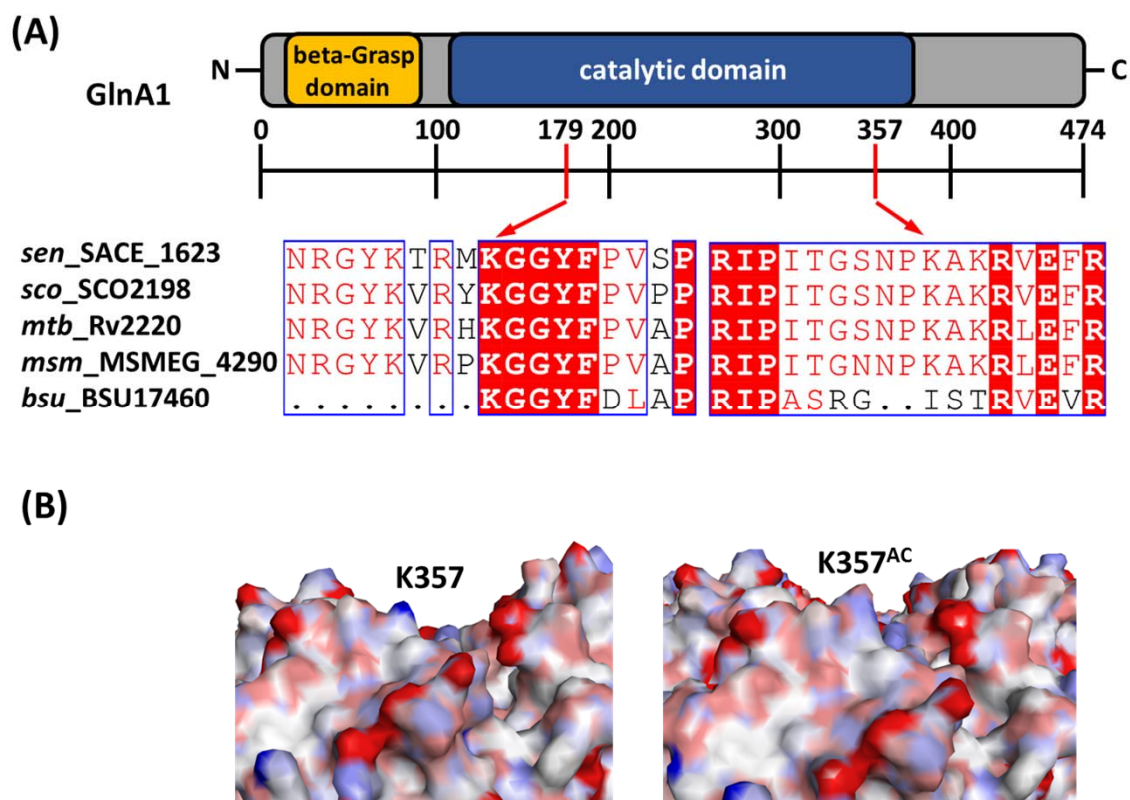 (A)
beta-Grasp
domain
catalytic domain
N
C
GlnA1
0 100 179 200 300 357 400 474
sen_SACE_1623 NRGYKTRMKGGYFPVSP RIPITGSNPKAKRVEFR
sco_SCO2198 NRGYKVRYKGGYFPVPP RIPITGSNPKAKRVEFR
mtb_Rv2220 NRGYKVRHKGGYFPVAP RIPITGSNPKAKRLEFR
msm_MSMEG_4290 NRGYKVRPKGGYFPVAP RIPITGNNPKAKRLEFR
bsu_BSU17460 ........KGGYFDLAP RIPASRG..ISTRVEVR
(B)
K357
K357AC